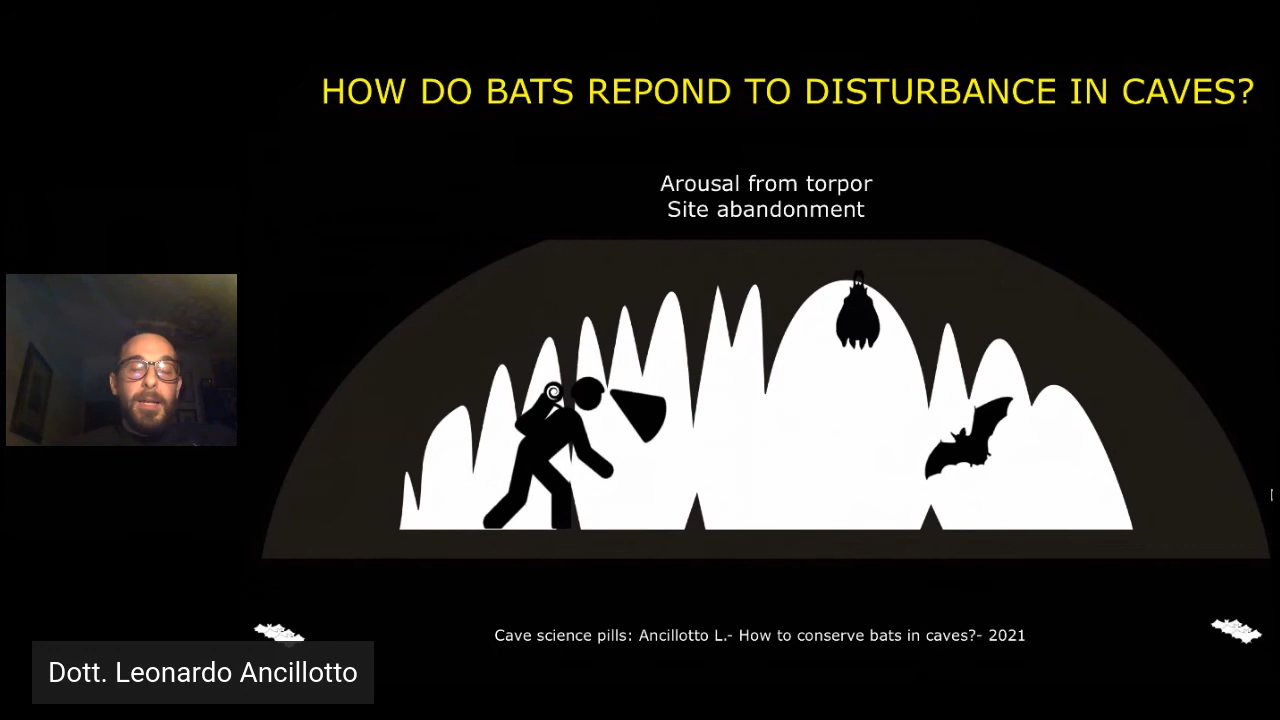 HOW DO BATS REPOND TO DISTURBANCE IN CAVES?
Arousal from torpor
Site abandonment
Cave science pills: Ancillotto L.- How to conserve bats in caves?- 2021
Dott. Leonardo Ancillotto